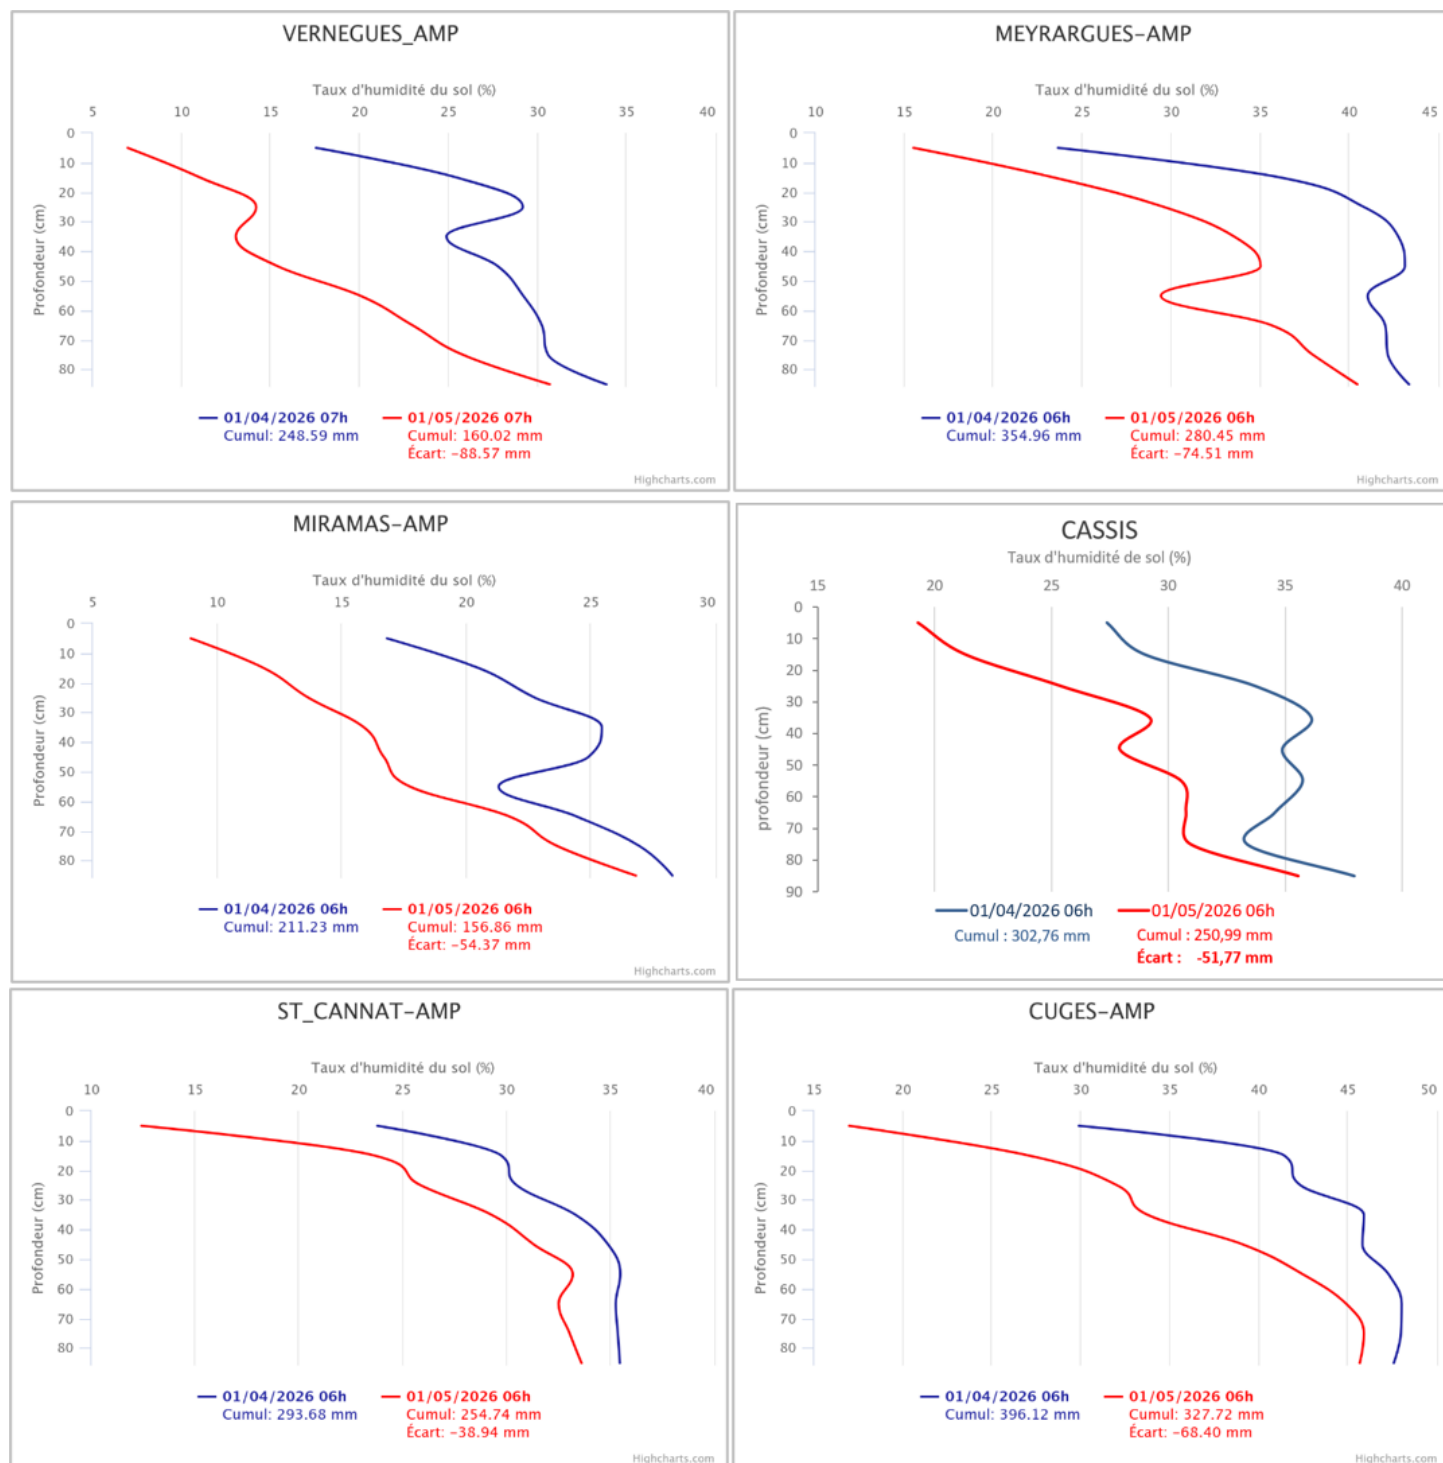 VERNEGUES_AMP
Taux d'humidité du sol (%)
5 10 15 20 25 30 35 40
Profondeur (cm)
0
10
20
30
40
50
60
70
80
01/04/2026 07h 01/05/2026 07h
Cumul: 248.59 mm Cumul: 160.02 mm
Écart: -88.57 mm
Highcharts.com
MEYRARGUES-AMP
Taux d'humidité du sol (%)
10 15 20 25 30 35 40 45
Profondeur (cm)
0
10
20
30
40
50
60
70
80
01/04/2026 06h 01/05/2026 06h
Cumul: 354.96 mm Cumul: 280.45 mm
Écart: -74.51 mm
Highcharts.com
MIRAMAS-AMP
Taux d'humidité du sol (%)
5 10 15 20 25 30
Profondeur (cm)
0
10
20
30
40
50
60
70
80
01/04/2026 06h 01/05/2026 06h
Cumul: 211.23 mm Cumul: 156.86 mm
Écart: -54.37 mm
Highcharts.com
CASSIS
Taux d'humidité de sol (%)
15 20 25 30 35 40
profondeur (cm)
0
10
20
30
40
50
60
70
80
90
01/04/2026 06h 01/05/2026 06h
Cumul : 302,76 mm Cumul : 250,99 mm
Écart : -51,77 mm
ST_CANNAT-AMP
Taux d'humidité du sol (%)
10 15 20 25 30 35 40
Profondeur (cm)
0
10
20
30
40
50
60
70
80
01/04/2026 06h 01/05/2026 06h
Cumul: 293.68 mm Cumul: 254.74 mm
Écart: -38.94 mm
Highcharts.com
CUGES-AMP
Taux d'humidité du sol (%)
15 20 25 30 35 40 45 50
Profondeur (cm)
0
10
20
30
40
50
60
70
80
01/04/2026 06h 01/05/2026 06h
Cumul: 396.12 mm Cumul: 327.72 mm
Écart: -68.40 mm
Highcharts.com